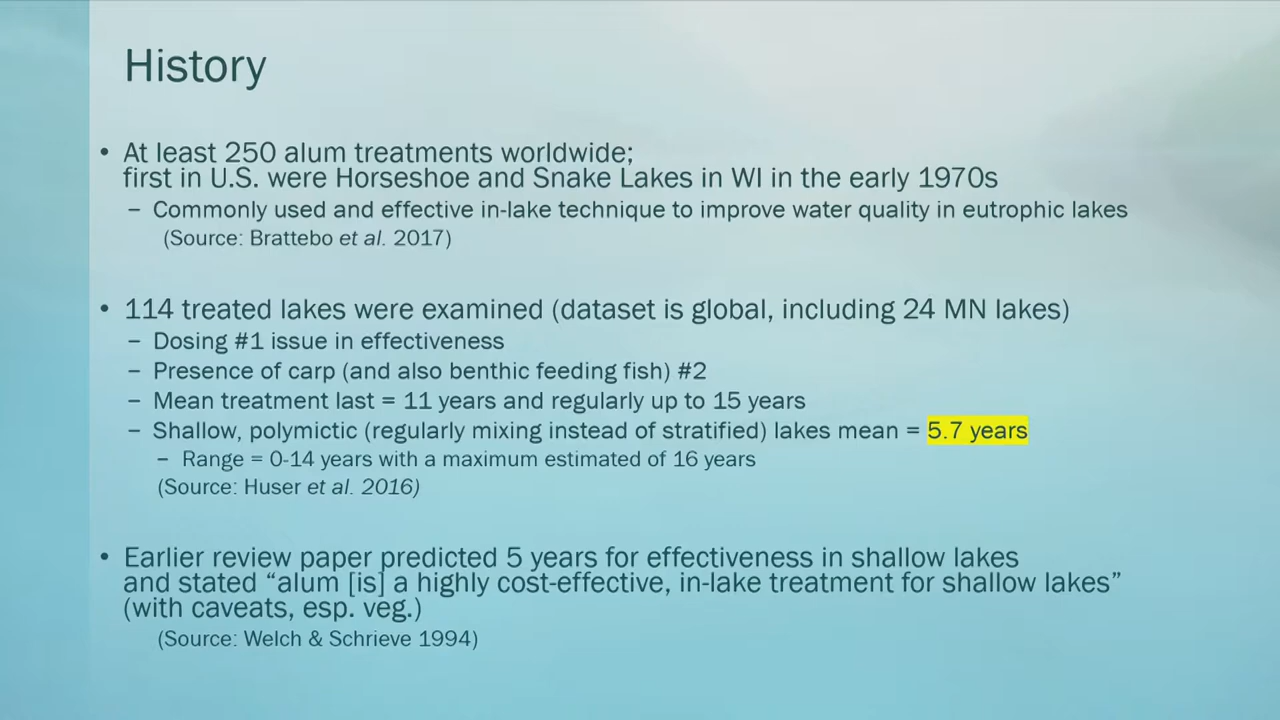 History
• At least 250 alum treatments worldwide;
first in U.S. were Horseshoe and Snake Lakes in WI in the early 1970s
– Commonly used and effective in-lake technique to improve water quality in eutrophic lakes
(Source: Brattebo et al. 2017)
• 114 treated lakes were examined (dataset is global, including 24 MN lakes)
– Dosing #1 issue in effectiveness
– Presence of carp (and also benthic feeding fish) #2
– Mean treatment last = 11 years and regularly up to 15 years
– Shallow, polymictic (regularly mixing instead of stratified) lakes mean = 5.7 years
– Range = 0-14 years with a maximum estimated of 16 years
(Source: Huser et al. 2016)
• Earlier review paper predicted 5 years for effectiveness in shallow lakes
and stated “alum [is] a highly cost-effective, in-lake treatment for shallow lakes”
(with caveats, esp. veg.)
(Source: Welch & Schrieve 1994)